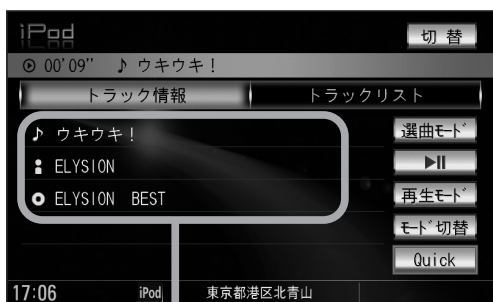 iPod
切 替
00'09" ♪ ウキウキ！
トラック情報 トラックリスト
♪ ウキウキ！
選曲ﾓｰﾄﾞ
ELYSION
▶II
ELYSION BEST
再生ﾓｰﾄﾞ
ﾓｰﾄﾞ切替
Quick
17:06 iPod 東京都港区北青山